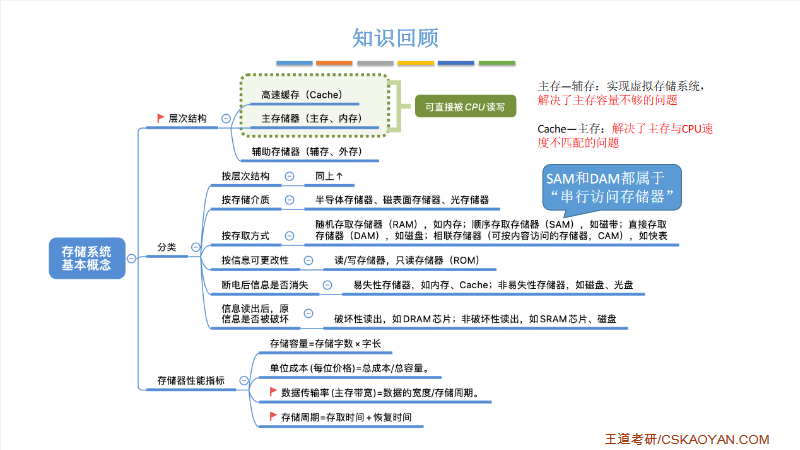 知识回顾
高速缓存（Cache）
主存储器（主存、内存）
辅助存储器（辅存、外存）
层次结构
可直接被CPU读写
主存—辅存：实现虚拟存储系统，
解决了主存容量不够的问题
Cache—主存：解决了主存与CPU速
度不匹配的问题
SAM和DAM都属于
“串行访问存储器”
存储系统
基本概念
分类
按层次结构
同上↑
按存储介质
半导体存储器、磁表面存储器、光存储器
按存取方式
随机存取存储器（RAM），如内存；顺序存取存储器（SAM），如磁带；直接存取
存储器（DAM），如磁盘；相联存储器（可按内容访问的存储器，CAM），如快表
按信息可更改性
读/写存储器，只读存储器（ROM）
断电后信息是否消失
易失性存储器，如内存、Cache；非易失性存储器，如磁盘、光盘
信息读出后，原
信息是否被破坏
破坏性读出，如DRAM芯片；非破坏性读出，如SRAM芯片、磁盘
存储器性能指标
存储容量=存储字数×字长
单位成本(每位价格)=总成本/总容量。
数据传输率(主存带宽)=数据的宽度/存储周期。
存储周期=存取时间+恢复时间
王道考研/CSKAOYAN.COM